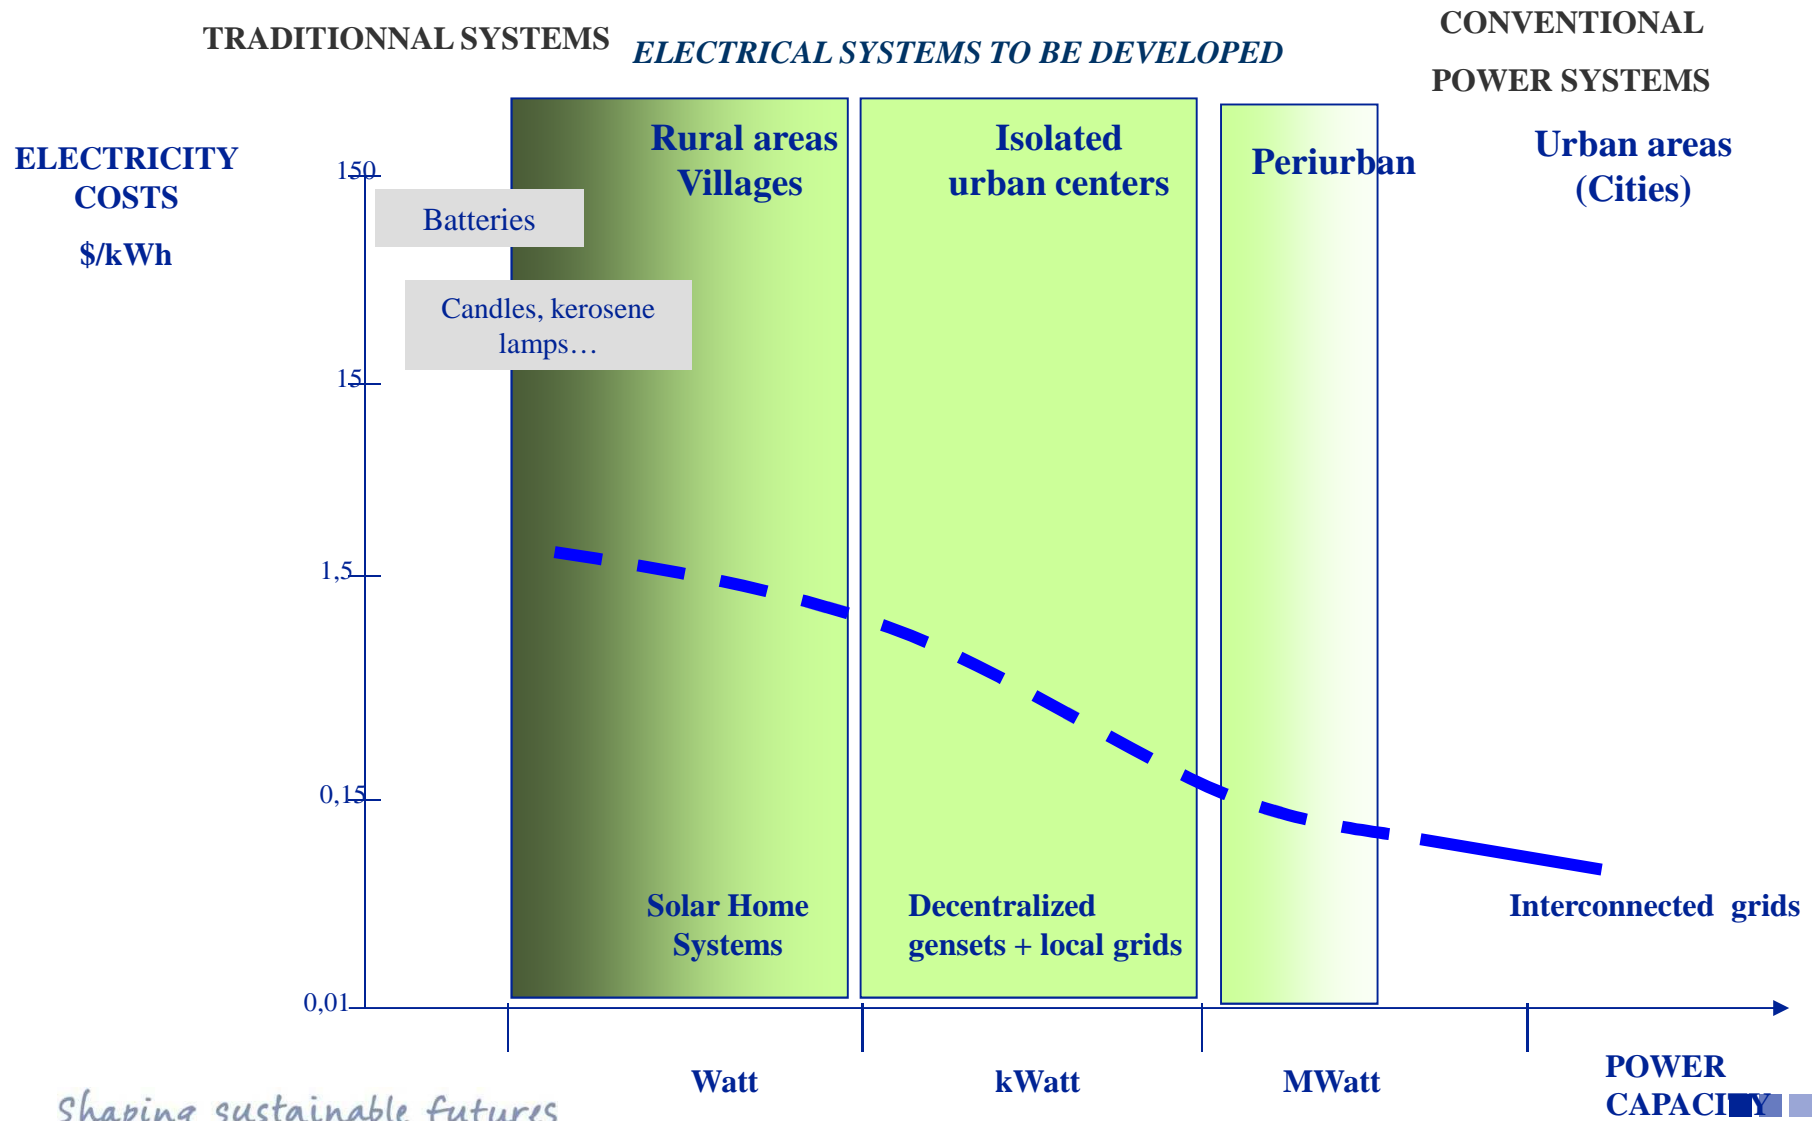 TRADITIONNAL SYSTEMS
ELECTRICAL SYSTEMS TO BE DEVELOPED
CONVENTIONAL
POWER SYSTEMS
ELECTRICITY
COSTS
$/kWh
Rural areas
Villages
Isolated
urban centers
Periurban
Urban areas
(Cities)
150
Batteries
Candles, kerosene
lamps…
15
1,5
0,15
0,01
Solar Home
Systems
Decentralized
gensets + local grids
Interconnected grids
Watt
kWatt
MWatt
POWER
CAPACITY
Shaping sustainable futures